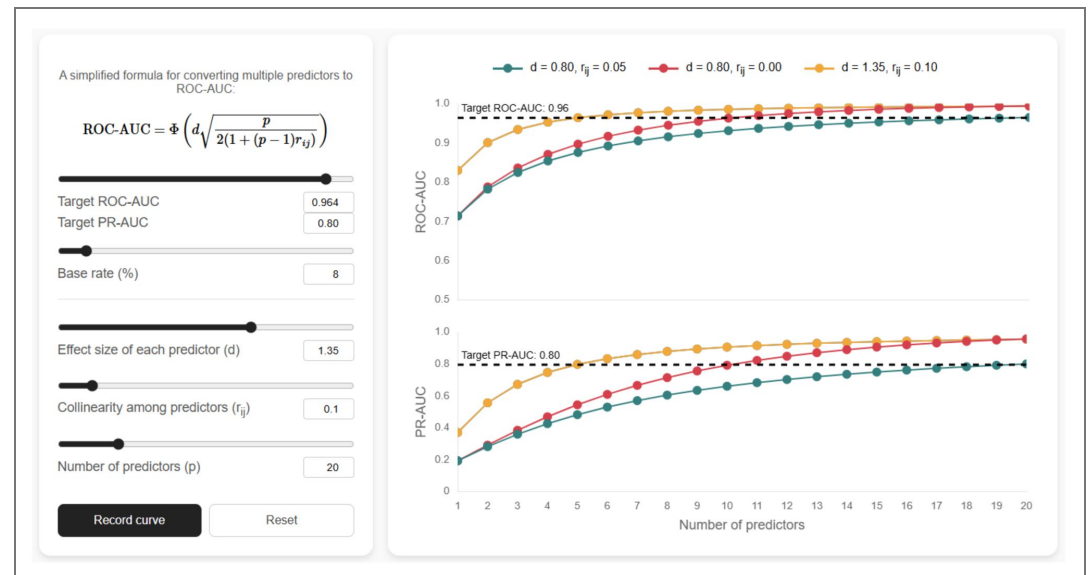 A simplified formula for converting multiple predictors to
ROC-AUC:
ROC-AUC = Φ ( d √ p / 2(1 + (p − 1)r_ij) )
Target ROC-AUC 0.964
Target PR-AUC 0.80
Base rate (%) 8
Effect size of each predictor (d) 1.35
Collinearity among predictors (r_ij) 0.1
Number of predictors (p) 20
Record curve Reset
d = 0.80, r_ij = 0.05 d = 0.80, r_ij = 0.00 d = 1.35, r_ij = 0.10
ROC-AUC
1.0
Target ROC-AUC: 0.96
0.9
0.8
0.7
0.6
0.5
PR-AUC
1.0
Target PR-AUC: 0.80
0.8
0.6
0.4
0.2
0
1 2 3 4 5 6 7 8 9 10 11 12 13 14 15 16 17 18 19 20
Number of predictors